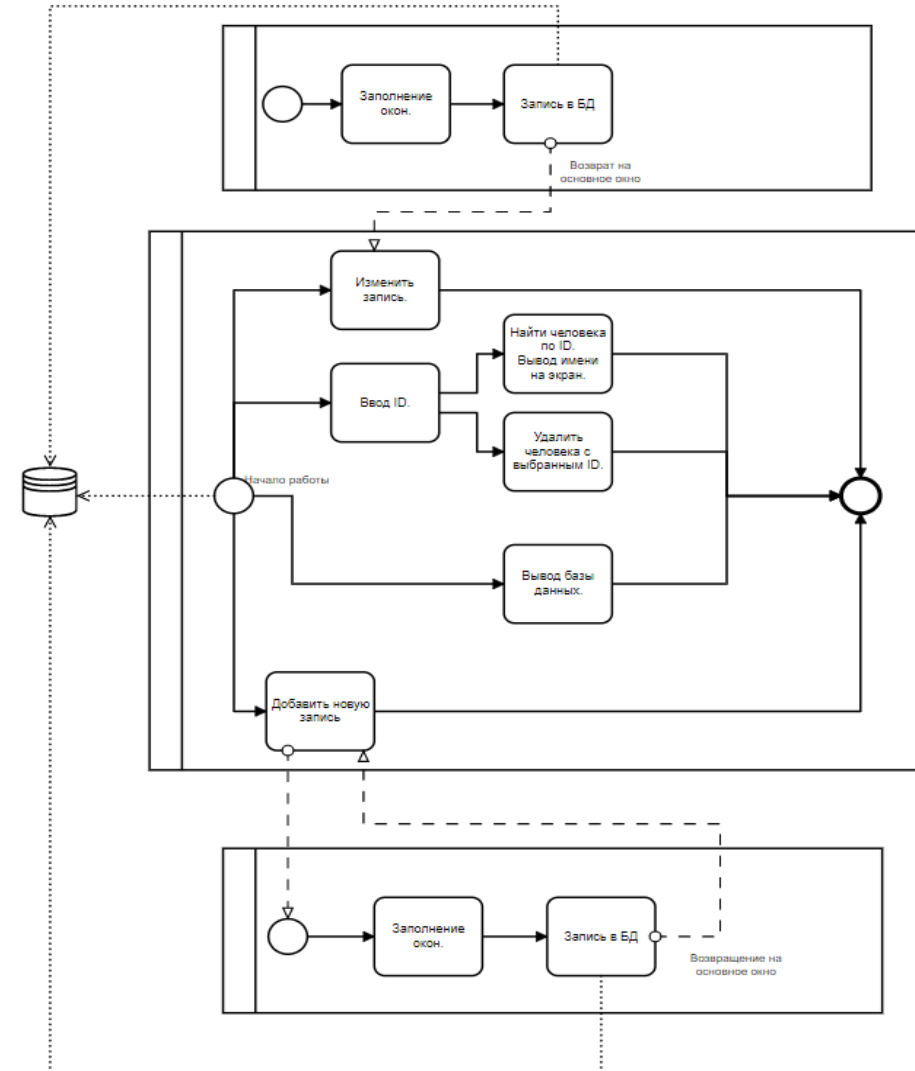 Заполнение
окон.
Запись в БД
Возврат на
основное окно
Изменить
запись.
Найти человека
по ID.
Вывод имени
на экран.
Ввод ID.
Удалить
человека с
выбранным ID.
Начало работы
Вывод базы
данных.
Добавить новую
запись
Заполнение
окон.
Запись в БД
Возвращение на
основное окно